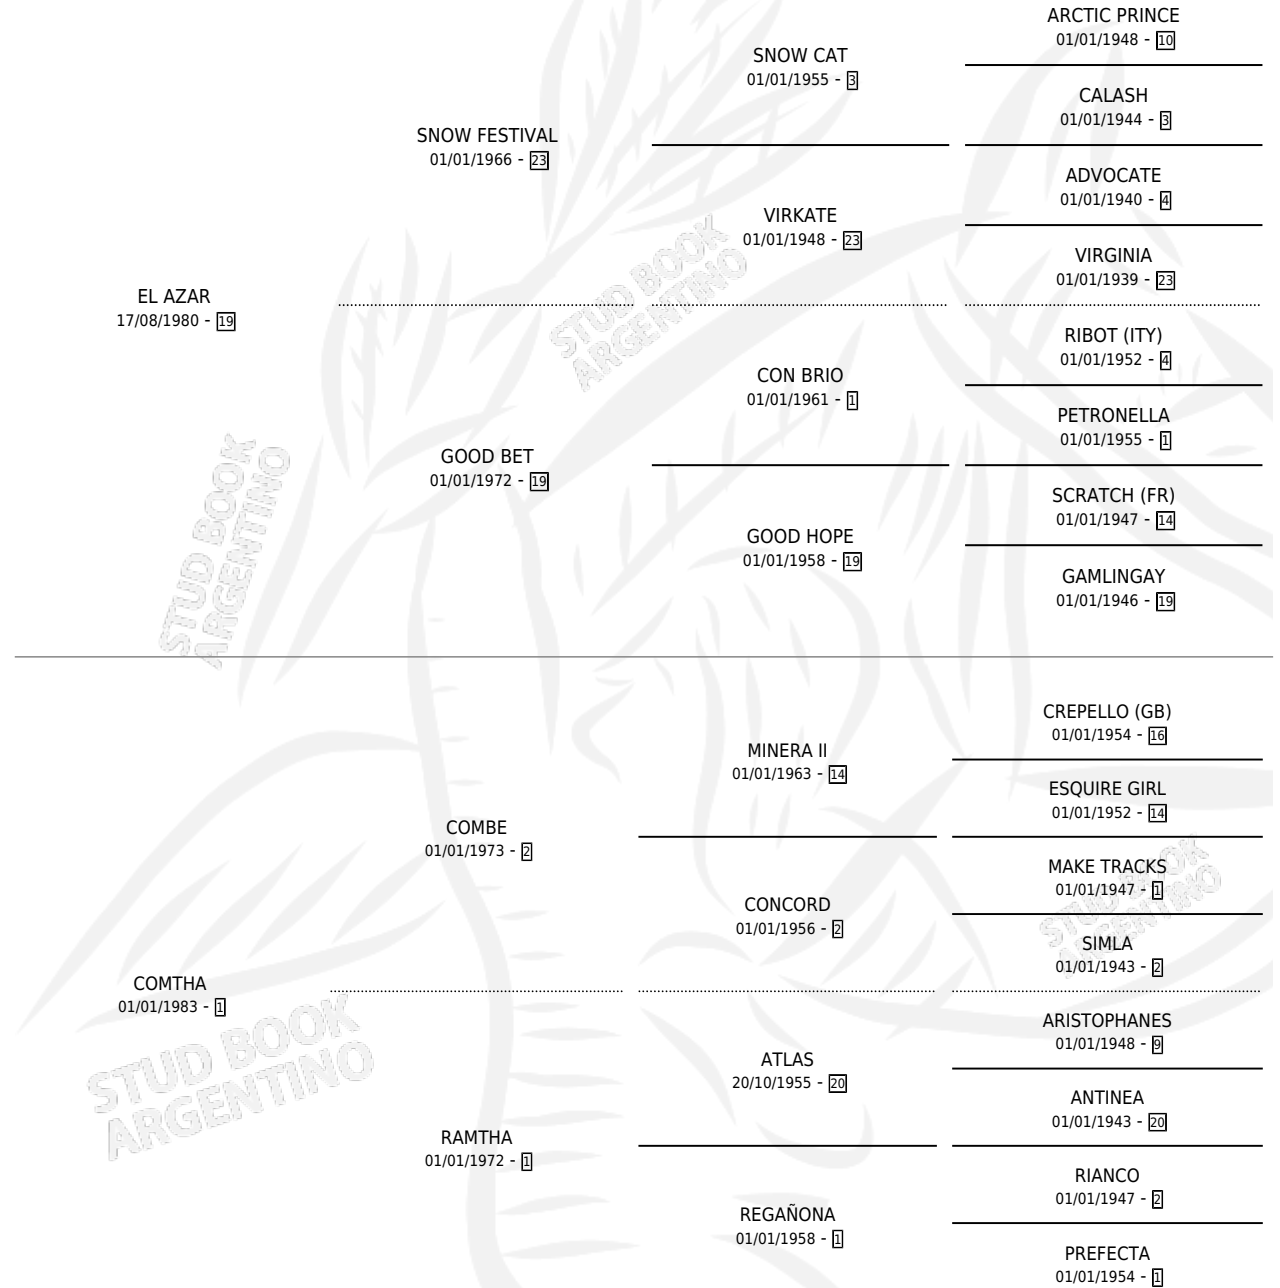 ARCTIC PRINCE
01/01/1948 - 10
SNOW CAT
01/01/1955 - 3
CALASH
01/01/1944 - 3
SNOW FESTIVAL
01/01/1966 - 23
ADVOCATE
01/01/1940 - 4
VIRKATE
01/01/1948 - 23
VIRGINIA
01/01/1939 - 23
EL AZAR
17/08/1980 - 19
RIBOT (ITY)
01/01/1952 - 4
CON BRIO
01/01/1961 - 1
PETRONELLA
01/01/1955 - 1
GOOD BET
01/01/1972 - 19
SCRATCH (FR)
01/01/1947 - 14
GOOD HOPE
01/01/1958 - 19
GAMLINGAY
01/01/1946 - 19
CREPELLO (GB)
01/01/1954 - 16
MINERA II
01/01/1963 - 14
ESQUIRE GIRL
01/01/1952 - 14
COMBE
01/01/1973 - 2
MAKE TRACKS
01/01/1947 - 1
CONCORD
01/01/1956 - 2
SIMLA
01/01/1943 - 2
COMTHA
01/01/1983 - 1
ARISTOPHANES
01/01/1948 - 9
ATLAS
20/10/1955 - 20
ANTINEA
01/01/1943 - 20
RAMTHA
01/01/1972 - 1
RIANCO
01/01/1947 - 2
REGAÑONA
01/01/1958 - 1
PREFECTA
01/01/1954 - 1
STUD BOOK
ARGENTINO
STUD BOOK
ARGENTINO
STUD BOOK
ARGENTINO
STUD BOOK
ARGENTINO